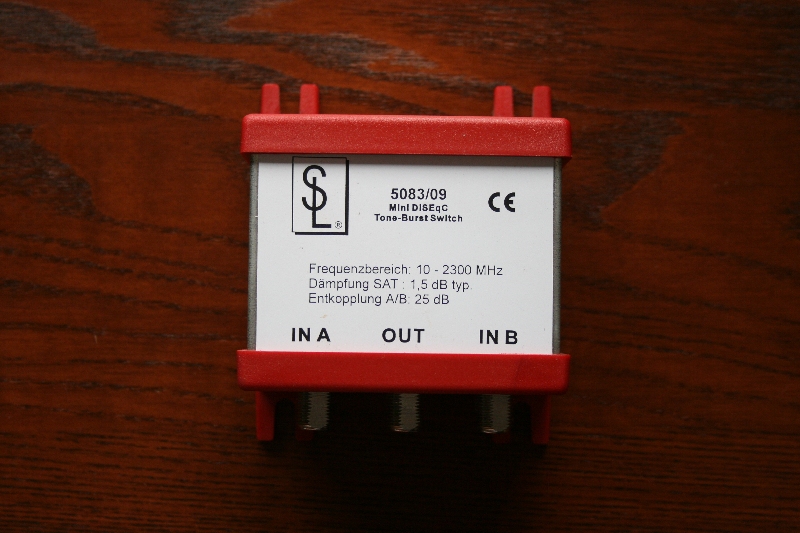 SL®
5083/09
Mini DiSEqC
Tone-Burst Switch
CE
Frequenzbereich: 10 - 2300 MHz
Dämpfung SAT : 1,5 dB typ.
Entkopplung A/B: 25 dB
IN A OUT IN B